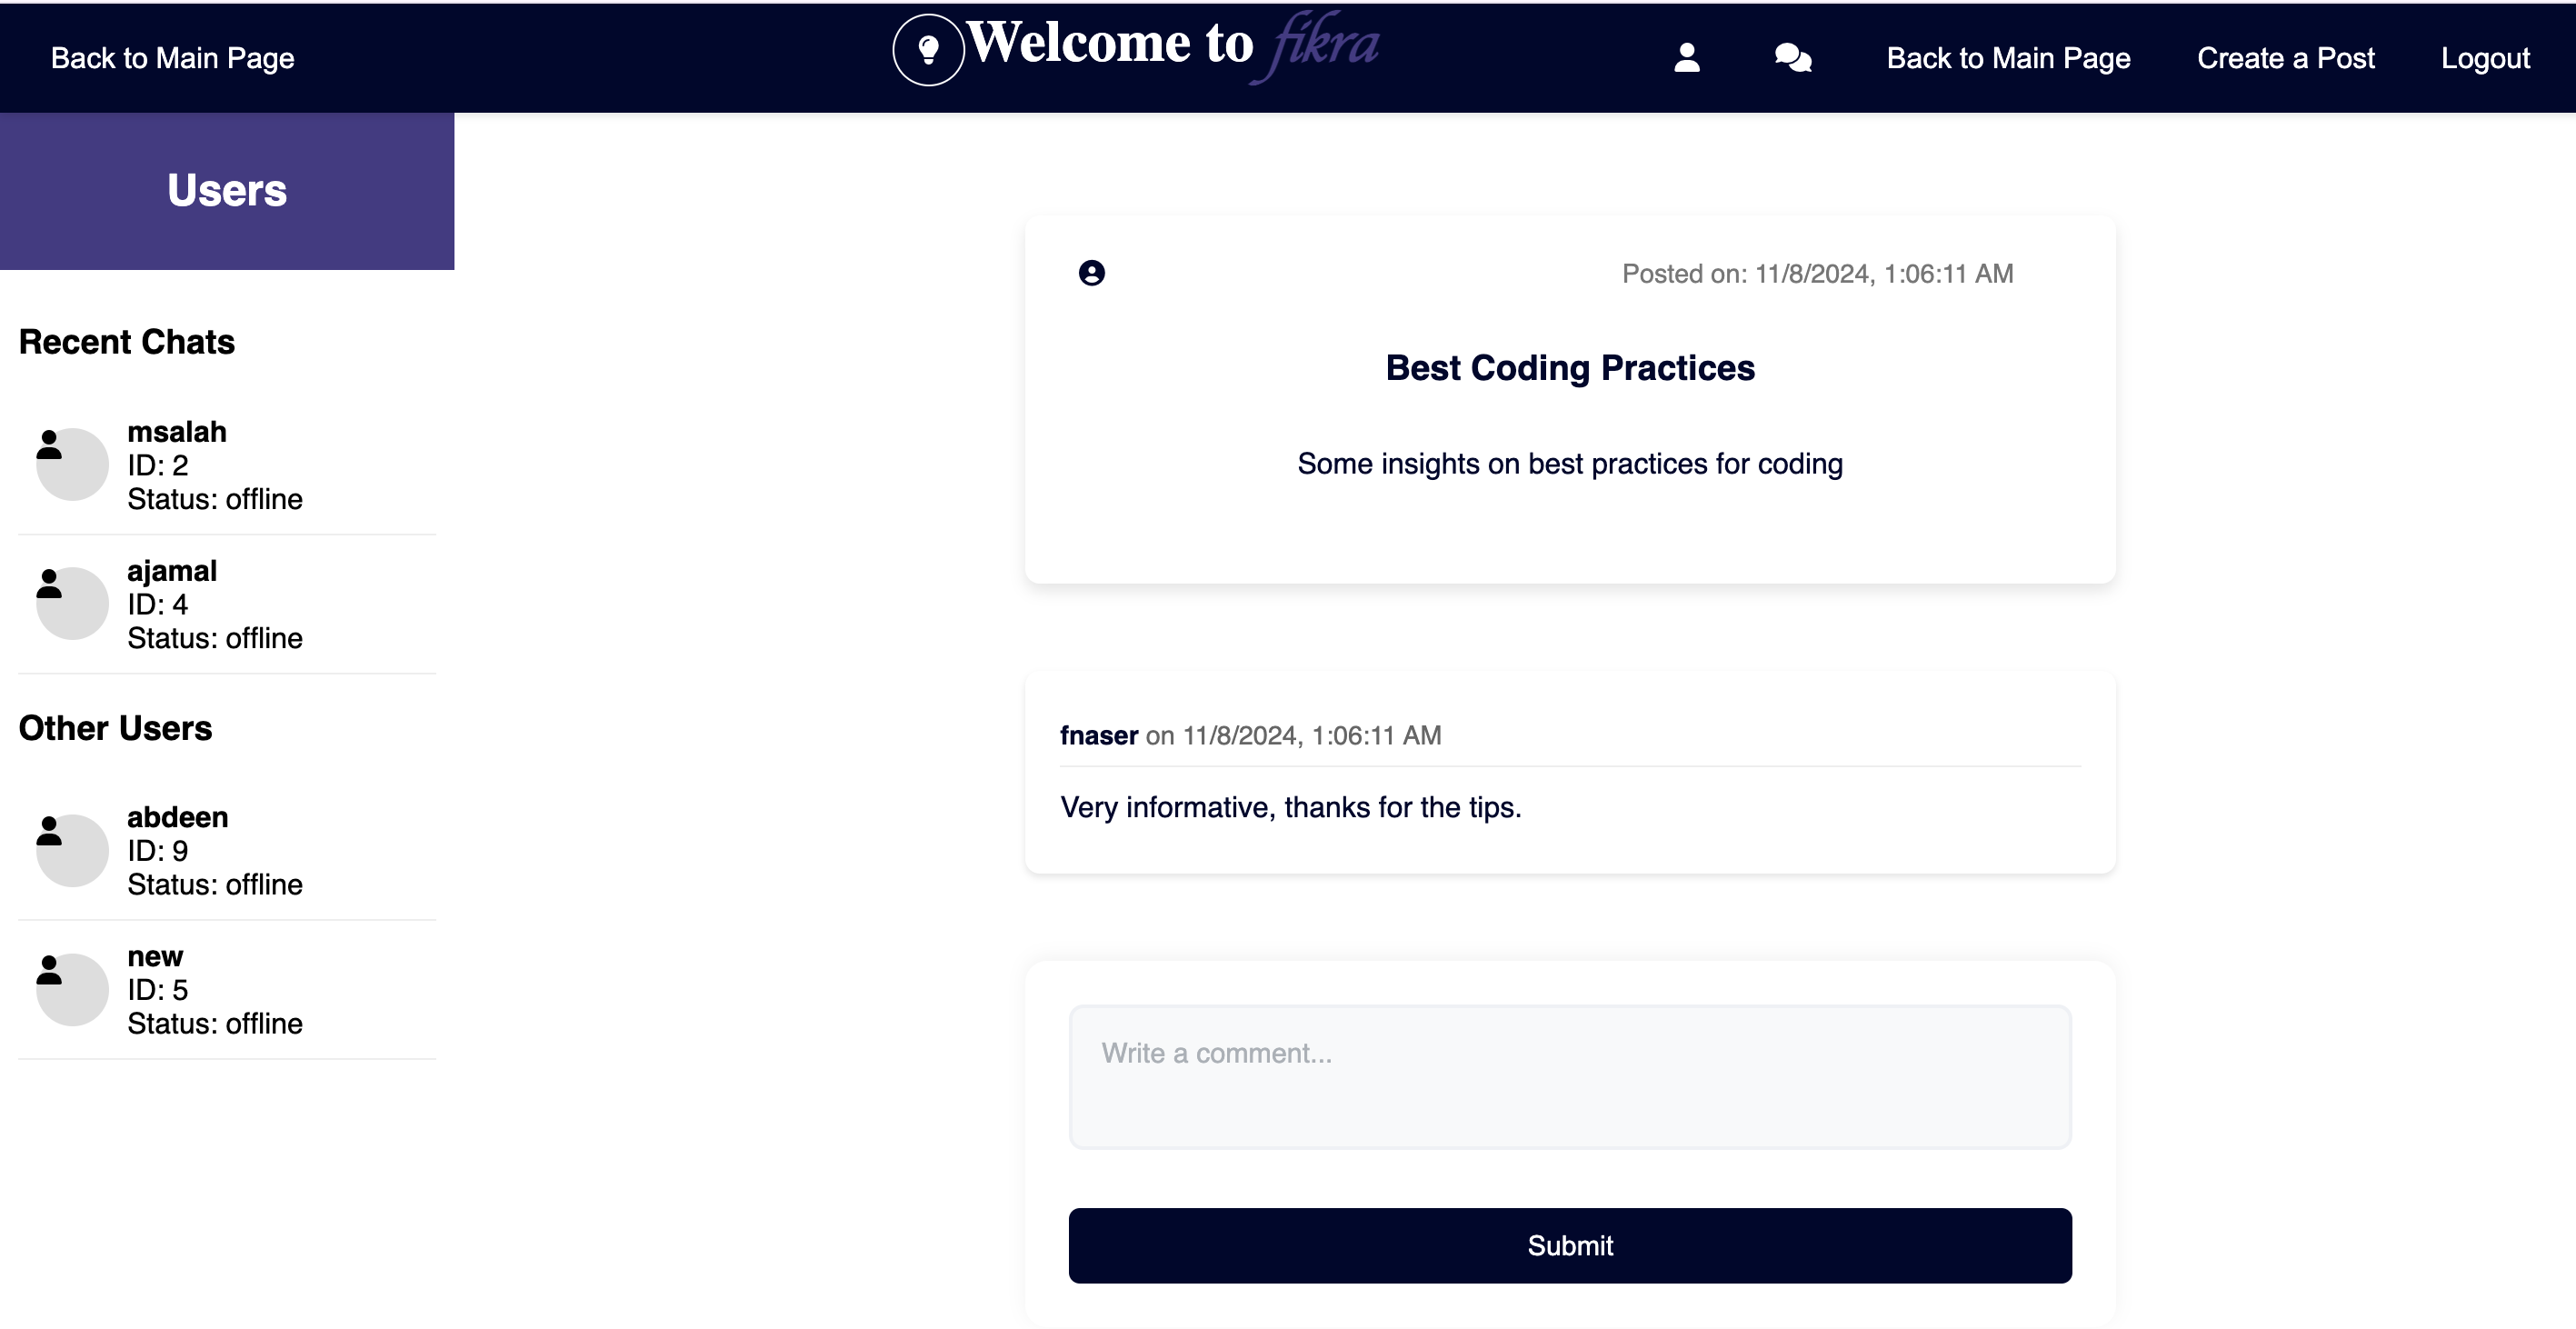 Back to Main Page
Welcome to fikra
Back to Main Page
Create a Post
Logout
Users
Recent Chats
msalah
ID: 2
Status: offline
ajamal
ID: 4
Status: offline
Other Users
abdeen
ID: 9
Status: offline
new
ID: 5
Status: offline
Posted on: 11/8/2024, 1:06:11 AM
Best Coding Practices
Some insights on best practices for coding
fnaser on 11/8/2024, 1:06:11 AM
Very informative, thanks for the tips.
Write a comment...
Submit